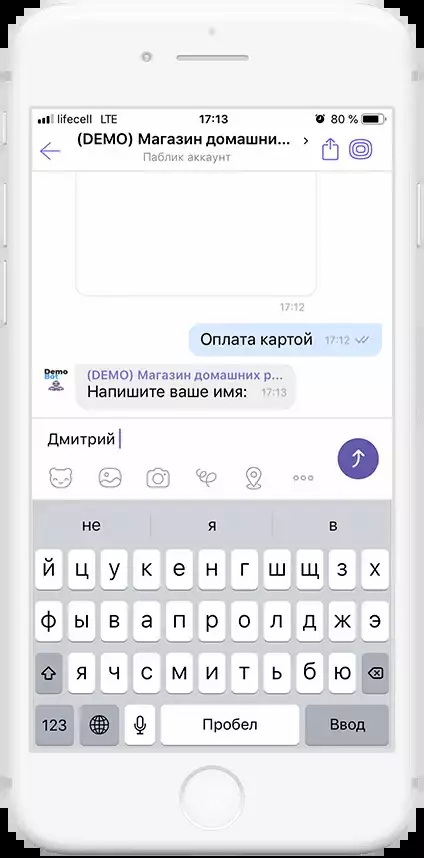 lifecell LTE 17:13 80 %
(DEMO) Магазин домашни...
Паблик аккаунт
17:12
Оплата картой 17:12
Demo
Bot
(DEMO) Магазин домашних р...
Напишите ваше имя: 17:13
Дмитрий
не я в
й ц у к е н г ш щ з х
ф ы в а п р о л д ж э
я ч с м и т ь б ю
123 Пробел Ввод